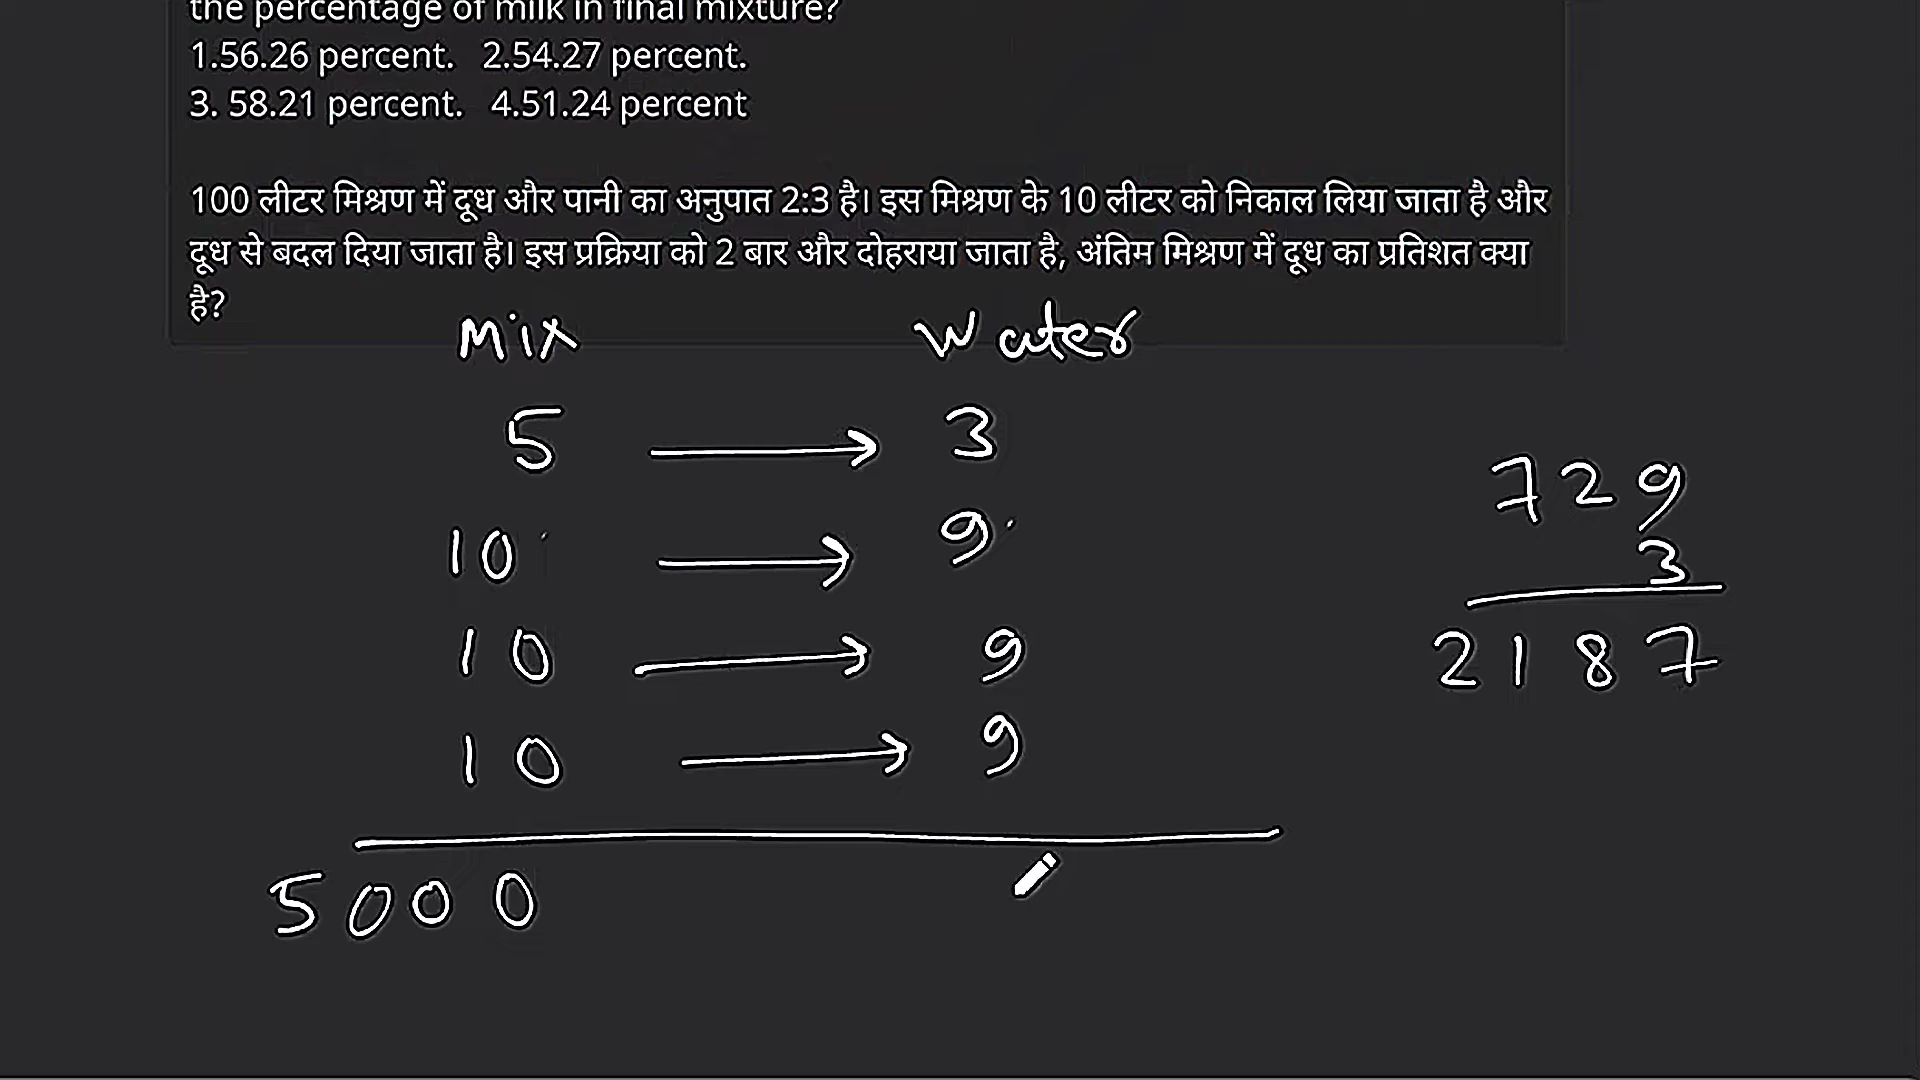 the percentage of milk in final mixture?
1.56.26 percent. 2.54.27 percent.
3. 58.21 percent. 4.51.24 percent
100 लीटर मिश्रण में दूध और पानी का अनुपात 2:3 है। इस मिश्रण के 10 लीटर को निकाल लिया जाता है और
दूध से बदल दिया जाता है। इस प्रक्रिया को 2 बार और दोहराया जाता है, अंतिम मिश्रण में दूध का प्रतिशत क्या
है?
Mix Water
5 → 3
10 → 9
10 → 9
10 → 9
5000
729
3
2187